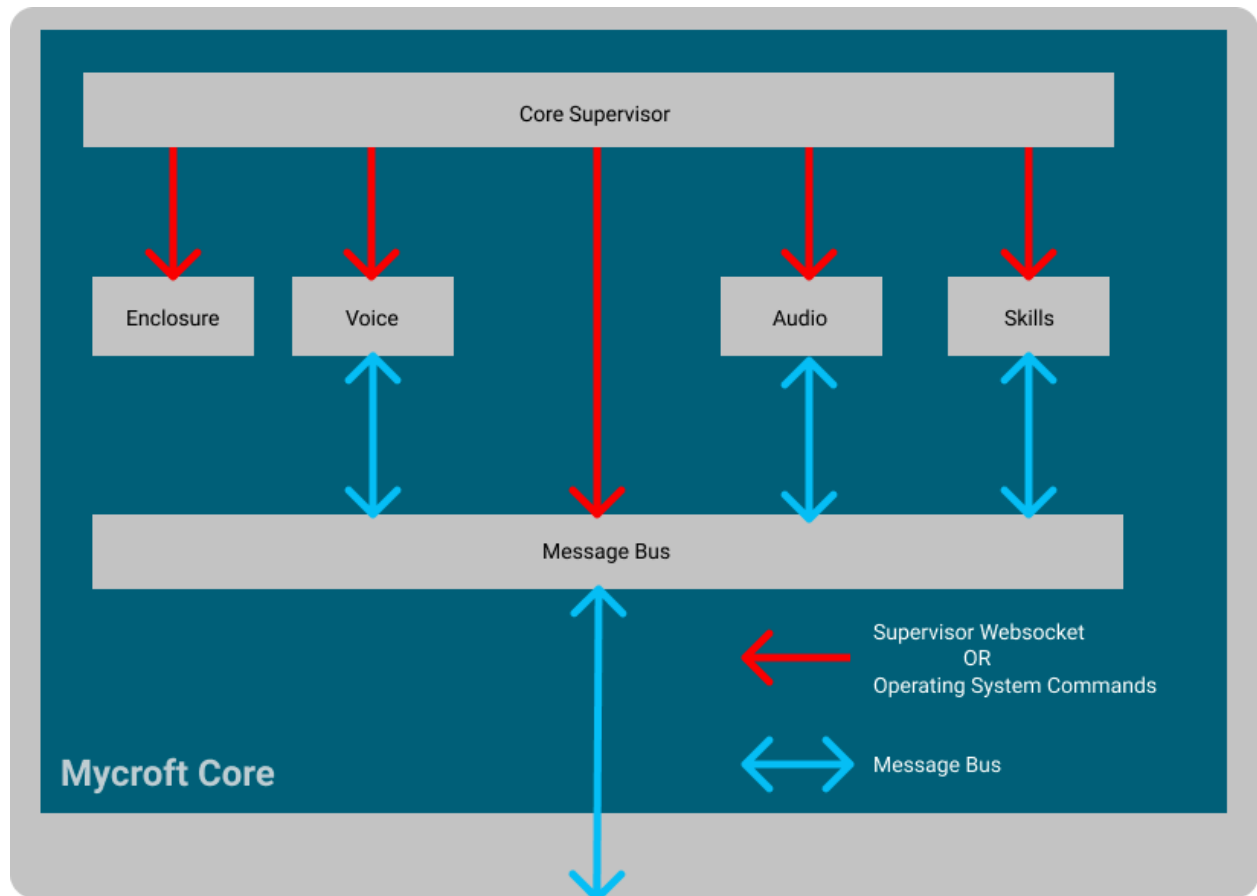 Core Supervisor
Enclosure
Voice
Audio
Skills
Message Bus
Supervisor Websocket
OR
Operating System Commands
Message Bus
Mycroft Core